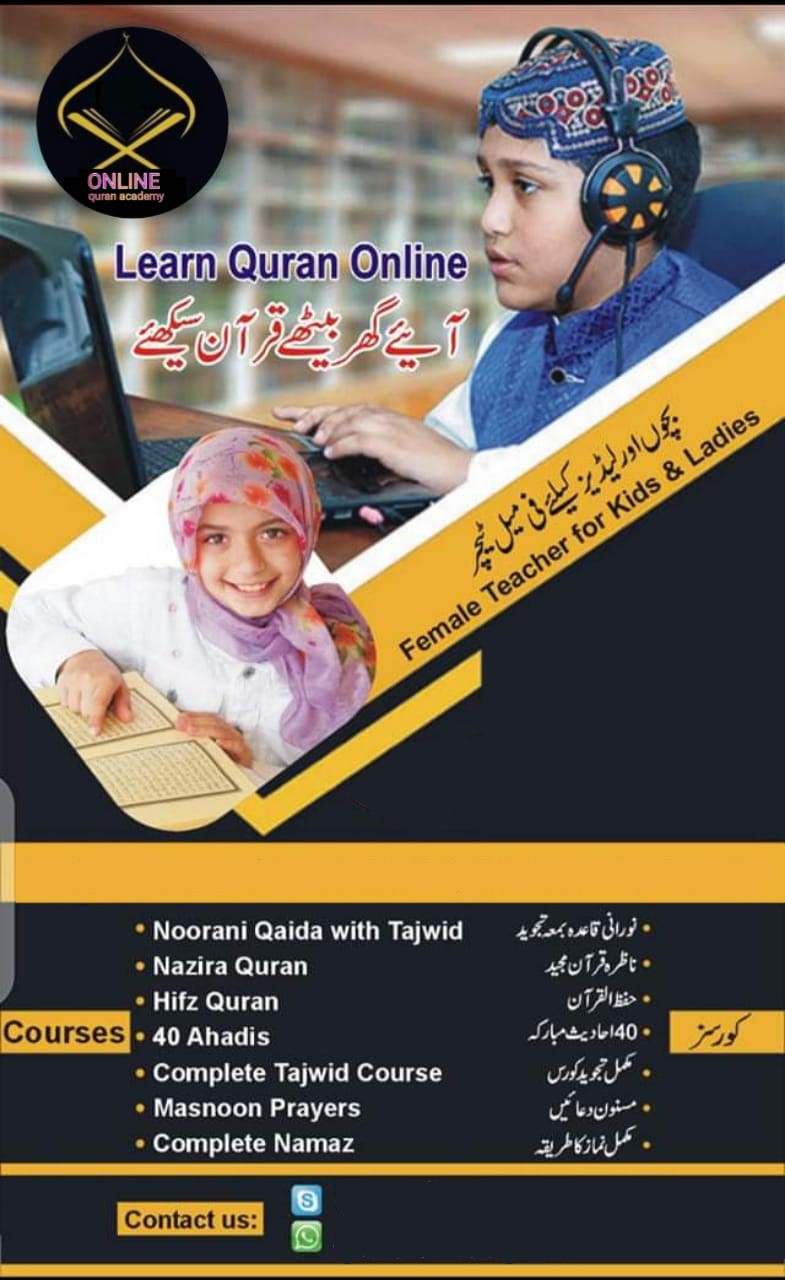 ONLINE
quran academy
Learn Quran Online
آیئے گھر بیٹھے قرآن سیکھئے
بچوں اور لیڈیز کیلئے فی میل ٹیچر
Female Teacher for Kids & Ladies
Courses
• Noorani Qaida with Tajwid
• Nazira Quran
• Hifz Quran
• 40 Ahadis
• Complete Tajwid Course
• Masnoon Prayers
• Complete Namaz
کورسز
• نورانی قاعدہ بمعہ تجوید
• ناظرہ قرآن مجید
• حفظ القرآن
• 40 احادیث مبارکہ
• مکمل تجوید کورس
• مسنون دعائیں
• مکمل نماز کا طریقہ
Contact us: